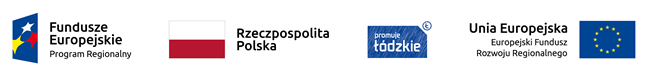 Fundusze
Europejskie
Program Regionalny
Rzeczpospolita
Polska
promuje
Łódzkie
Unia Europejska
Europejski Fundusz
Rozwoju Regionalnego